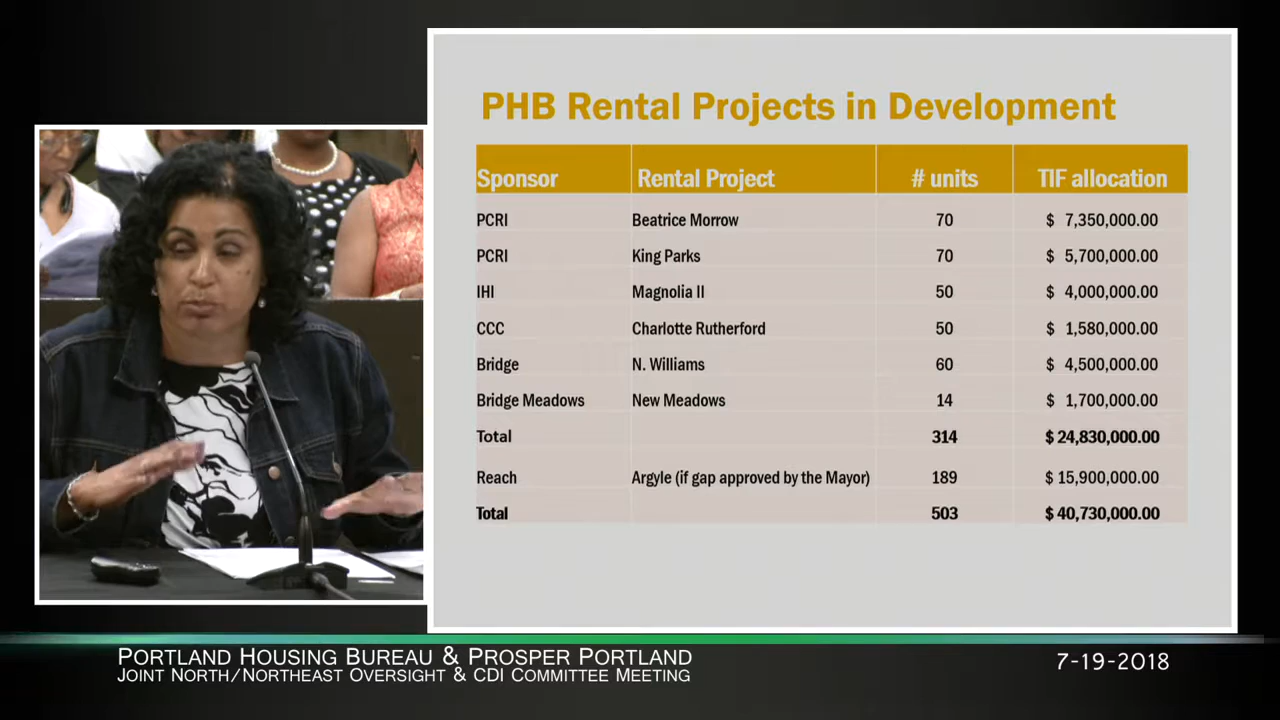 PHB Rental Projects in Development
Sponsor Rental Project # units TIF allocation
PCRI Beatrice Morrow 70 $ 7,350,000.00
PCRI King Parks 70 $ 5,700,000.00
IHI Magnolia II 50 $ 4,000,000.00
CCC Charlotte Rutherford 50 $ 1,580,000.00
Bridge N. Williams 60 $ 4,500,000.00
Bridge Meadows New Meadows 14 $ 1,700,000.00
Total 314 $ 24,830,000.00
Reach Argyle (if gap approved by the Mayor) 189 $ 15,900,000.00
Total 503 $ 40,730,000.00
PORTLAND HOUSING BUREAU & PROSPER PORTLAND
JOINT NORTH/NORTHEAST OVERSIGHT & CDI COMMITTEE MEETING
7-19-2018